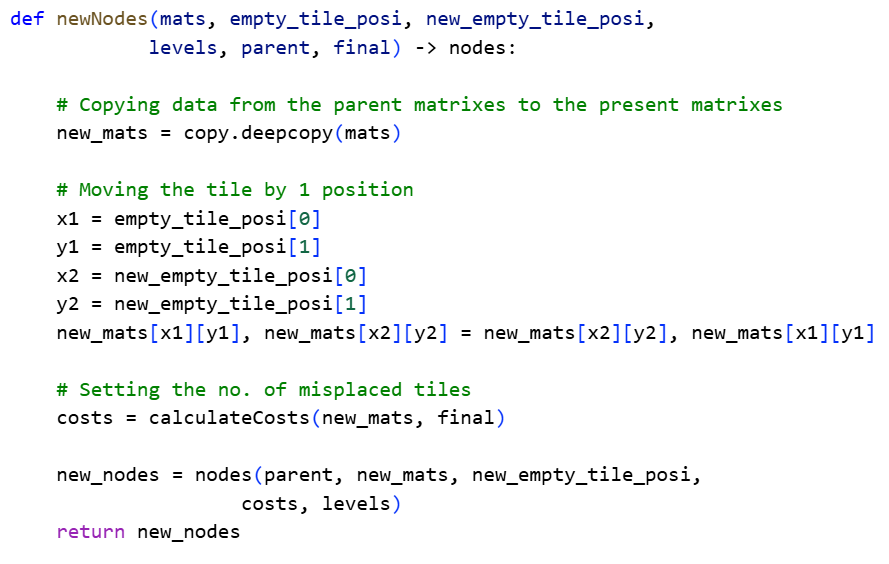 def newNodes(mats, empty_tile_posi, new_empty_tile_posi,
            levels, parent, final) -> nodes:

    # Copying data from the parent matrixes to the present matrixes
    new_mats = copy.deepcopy(mats)

    # Moving the tile by 1 position
    x1 = empty_tile_posi[0]
    y1 = empty_tile_posi[1]
    x2 = new_empty_tile_posi[0]
    y2 = new_empty_tile_posi[1]
    new_mats[x1][y1], new_mats[x2][y2] = new_mats[x2][y2], new_mats[x1][y1]

    # Setting the no. of misplaced tiles
    costs = calculateCosts(new_mats, final)

    new_nodes = nodes(parent, new_mats, new_empty_tile_posi,
                    costs, levels)
    return new_nodes